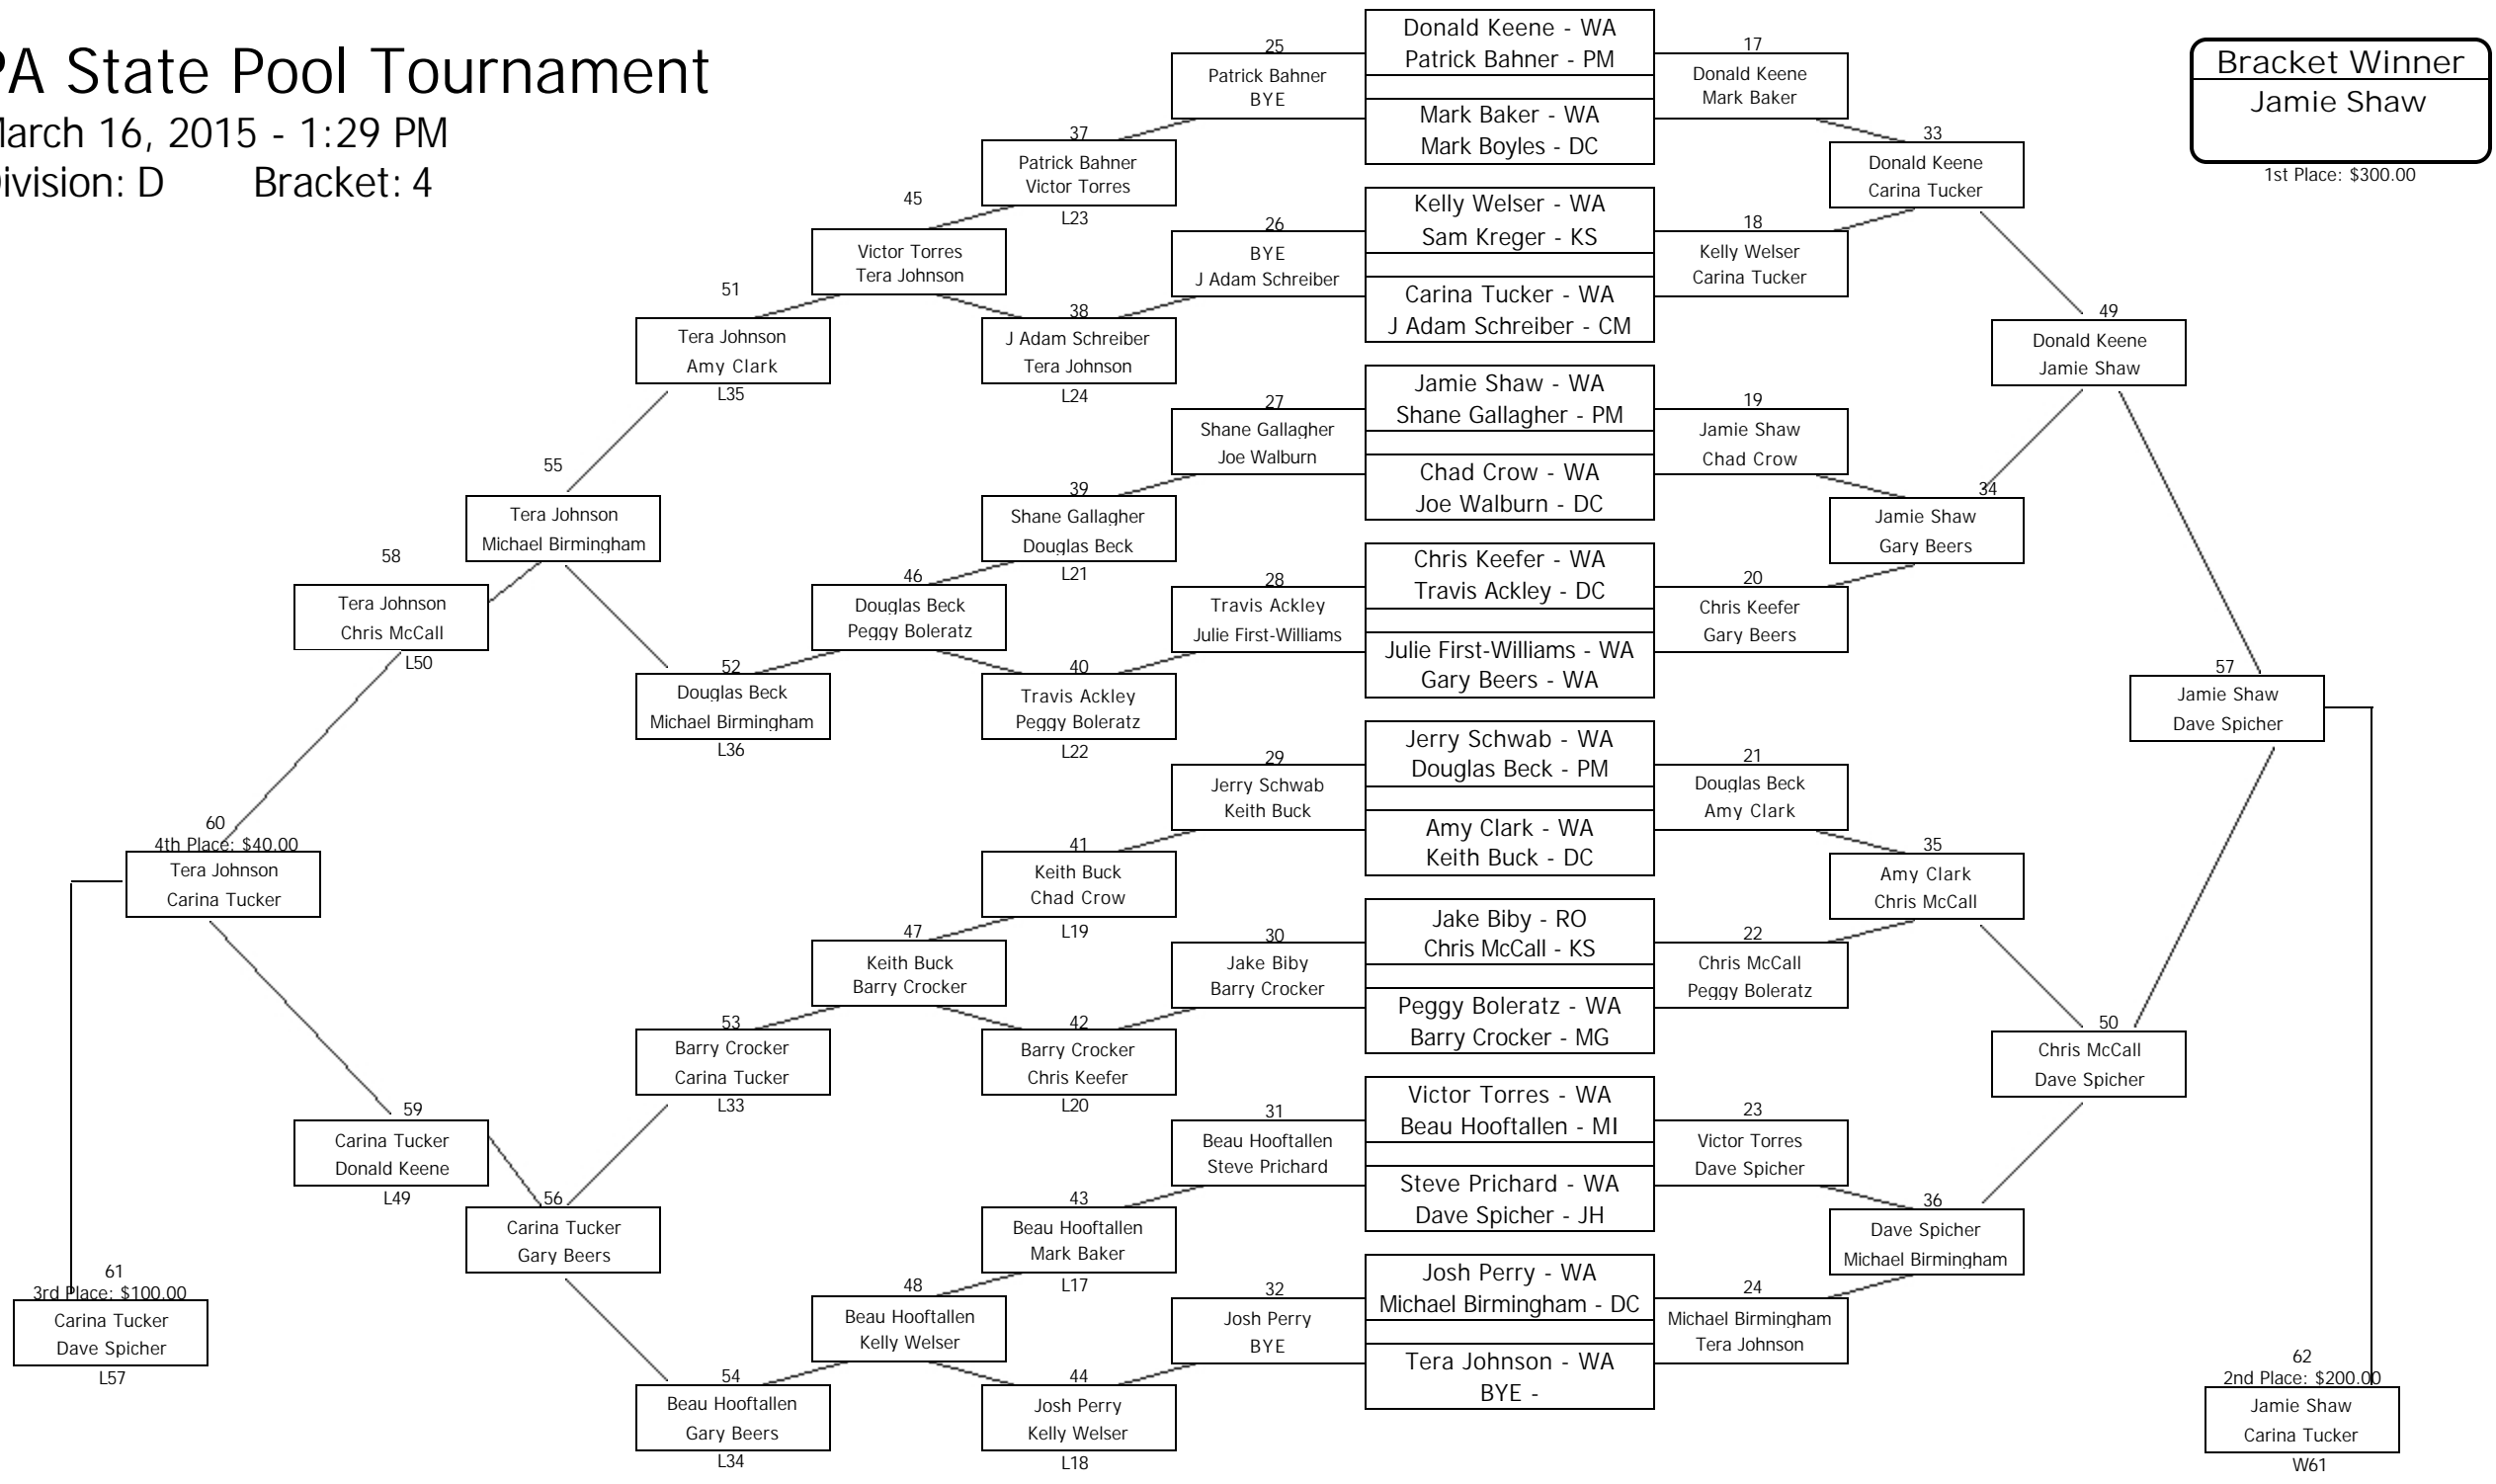 PA State Pool Tournament
March 16, 2015 - 1:29 PM
Division: D Bracket: 4
Bracket Winner
Jamie Shaw
1st Place: $300.00
Donald Keene - WA
Patrick Bahner - PM
Mark Baker - WA
Mark Boyles - DC
Kelly Welser - WA
Sam Kreger - KS
Carina Tucker - WA
J Adam Schreiber - CM
Jamie Shaw - WA
Shane Gallagher - PM
Chad Crow - WA
Joe Walburn - DC
Chris Keefer - WA
Travis Ackley - DC
Julie First-Williams - WA
Gary Beers - WA
Jerry Schwab - WA
Douglas Beck - PM
Amy Clark - WA
Keith Buck - DC
Jake Biby - RO
Chris McCall - KS
Peggy Boleratz - WA
Barry Crocker - MG
Victor Torres - WA
Beau Hooftallen - MI
Steve Prichard - WA
Dave Spicher - JH
Josh Perry - WA
Michael Birmingham - DC
Tera Johnson - WA
BYE -
17
Donald Keene
Mark Baker
18
Kelly Welser
Carina Tucker
19
Jamie Shaw
Chad Crow
20
Chris Keefer
Gary Beers
21
Douglas Beck
Amy Clark
22
Chris McCall
Peggy Boleratz
23
Victor Torres
Dave Spicher
24
Michael Birmingham
Tera Johnson
25
Patrick Bahner
BYE
26
BYE
J Adam Schreiber
27
Shane Gallagher
Joe Walburn
28
Travis Ackley
Julie First-Williams
29
Jerry Schwab
Keith Buck
30
Jake Biby
Barry Crocker
31
Beau Hooftallen
Steve Prichard
32
Josh Perry
BYE
33
Donald Keene
Carina Tucker
34
Jamie Shaw
Gary Beers
35
Amy Clark
Chris McCall
36
Dave Spicher
Michael Birmingham
37
Patrick Bahner
Victor Torres
L23
38
J Adam Schreiber
Tera Johnson
L24
39
Shane Gallagher
Douglas Beck
L21
40
Travis Ackley
Peggy Boleratz
L22
41
Keith Buck
Chad Crow
L19
42
Barry Crocker
Chris Keefer
L20
43
Beau Hooftallen
Mark Baker
L17
44
Josh Perry
Kelly Welser
L18
45
Victor Torres
Tera Johnson
46
Douglas Beck
Peggy Boleratz
47
Keith Buck
Barry Crocker
48
Beau Hooftallen
Kelly Welser
49
Donald Keene
Jamie Shaw
50
Chris McCall
Dave Spicher
51
Tera Johnson
Amy Clark
L35
52
Douglas Beck
Michael Birmingham
L36
53
Barry Crocker
Carina Tucker
L33
54
Beau Hooftallen
Gary Beers
L34
55
Tera Johnson
Michael Birmingham
56
Carina Tucker
Gary Beers
57
Jamie Shaw
Dave Spicher
58
Tera Johnson
Chris McCall
L50
59
Carina Tucker
Donald Keene
L49
60
4th Place: $40.00
Tera Johnson
Carina Tucker
61
3rd Place: $100.00
Carina Tucker
Dave Spicher
L57
62
2nd Place: $200.00
Jamie Shaw
Carina Tucker
W61